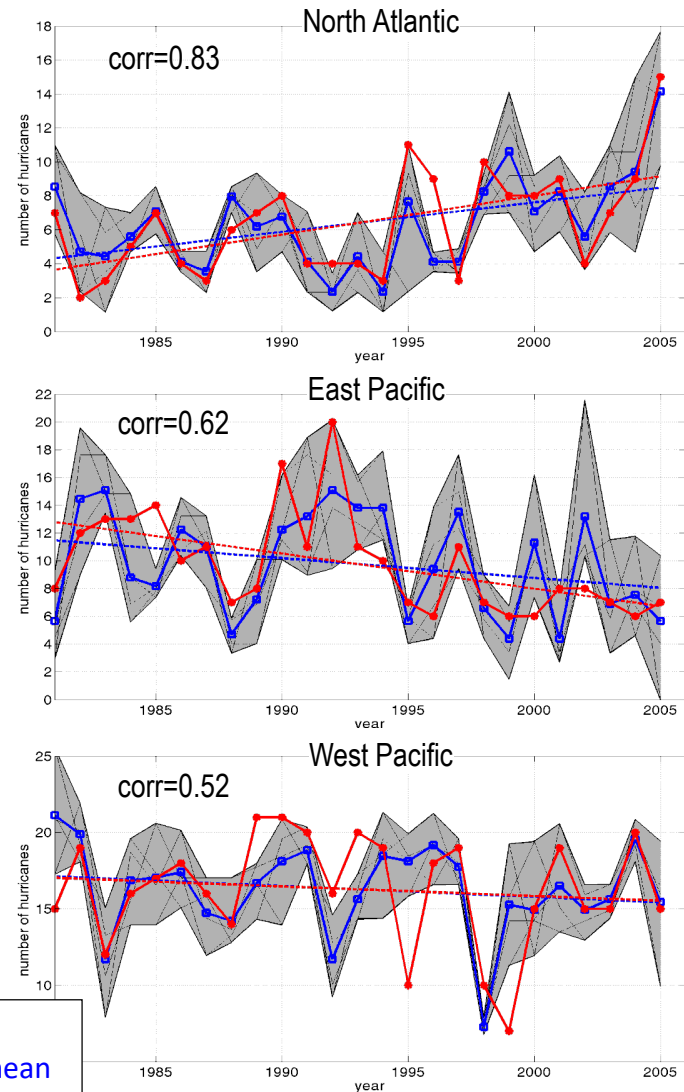 North Atlantic
corr=0.83
number of hurricanes
18
16
14
12
10
8
6
4
2
0
1985 1990 1995 2000 2005
year
East Pacific
corr=0.62
number of hurricanes
22
20
18
16
14
12
10
8
6
4
2
0
1985 1990 1995 2000 2005
year
West Pacific
corr=0.52
number of hurricanes
25
20
15
10
1985 1990 1995 2000 2005
year